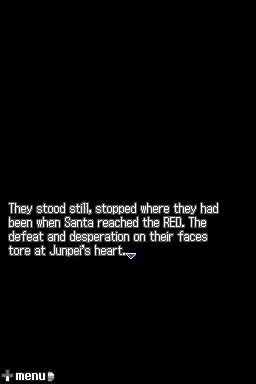 They stood still, stopped where they had
been when Santa reached the RED. The
defeat and desperation on their faces
tore at Junpei's heart.
menu